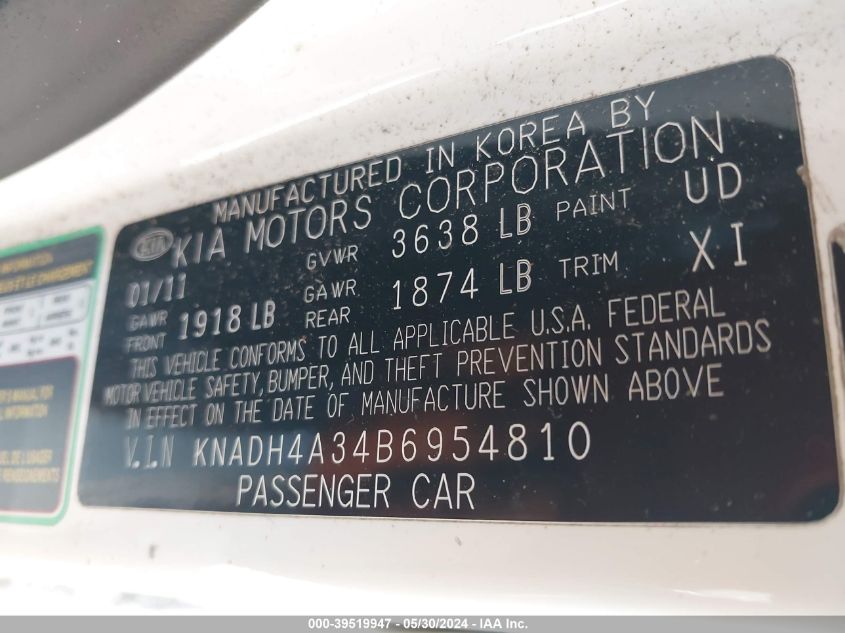 MANUFACTURED IN KOREA BY
KIA KIA MOTORS CORPORATION
01/11 GVWR 3638 LB PAINT UD
GAWR FRONT 1918 LB GAWR REAR 1874 LB TRIM XI
THIS VEHICLE CONFORMS TO ALL APPLICABLE U.S.A. FEDERAL
MOTOR VEHICLE SAFETY, BUMPER, AND THEFT PREVENTION STANDARDS
IN EFFECT ON THE DATE OF MANUFACTURE SHOWN ABOVE
V.I.N KNADH4A34B6954810
PASSENGER CAR
INFORMATION
INFORMATION
000-39519947 - 05/30/2024 - IAA Inc.